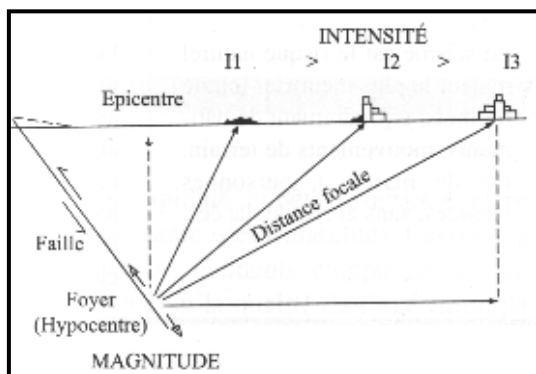 INTENSITÉ
I1 > I2 > I3
Epicentre
Distance focale
Faille
Foyer
(Hypocentre)
MAGNITUDE